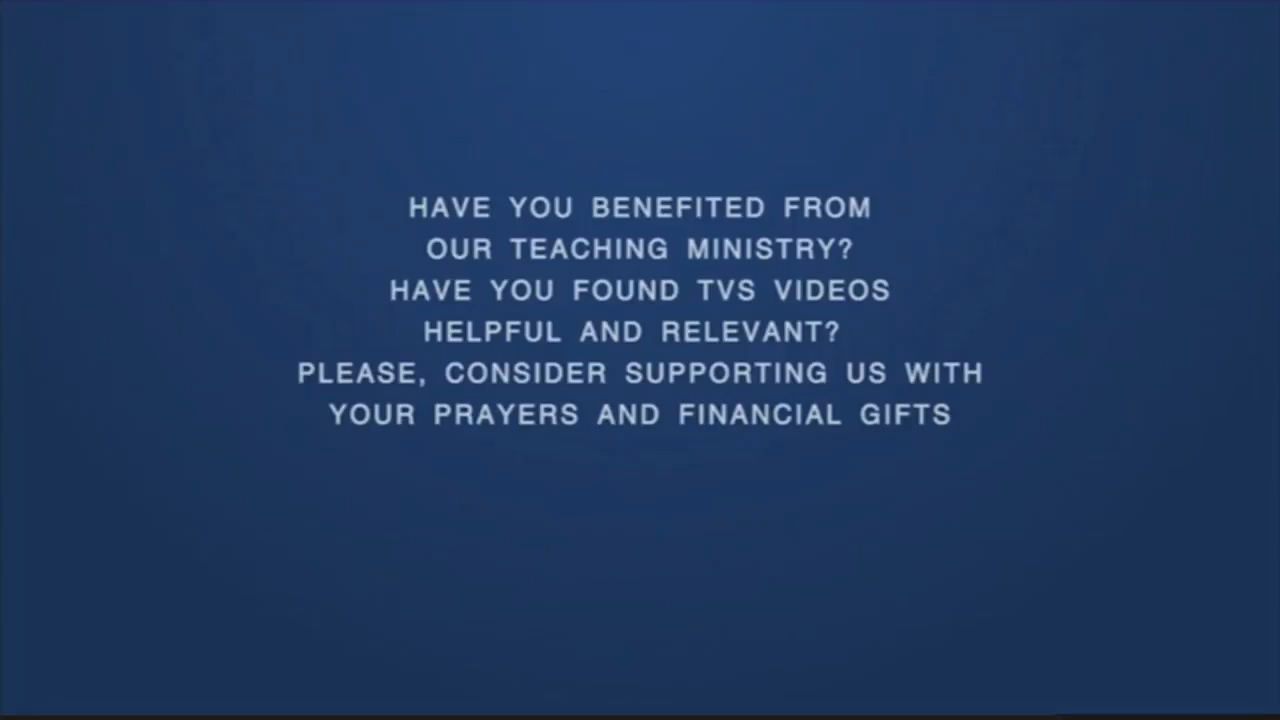 HAVE YOU BENEFITED FROM
OUR TEACHING MINISTRY?
HAVE YOU FOUND TVS VIDEOS
HELPFUL AND RELEVANT?
PLEASE, CONSIDER SUPPORTING US WITH
YOUR PRAYERS AND FINANCIAL GIFTS